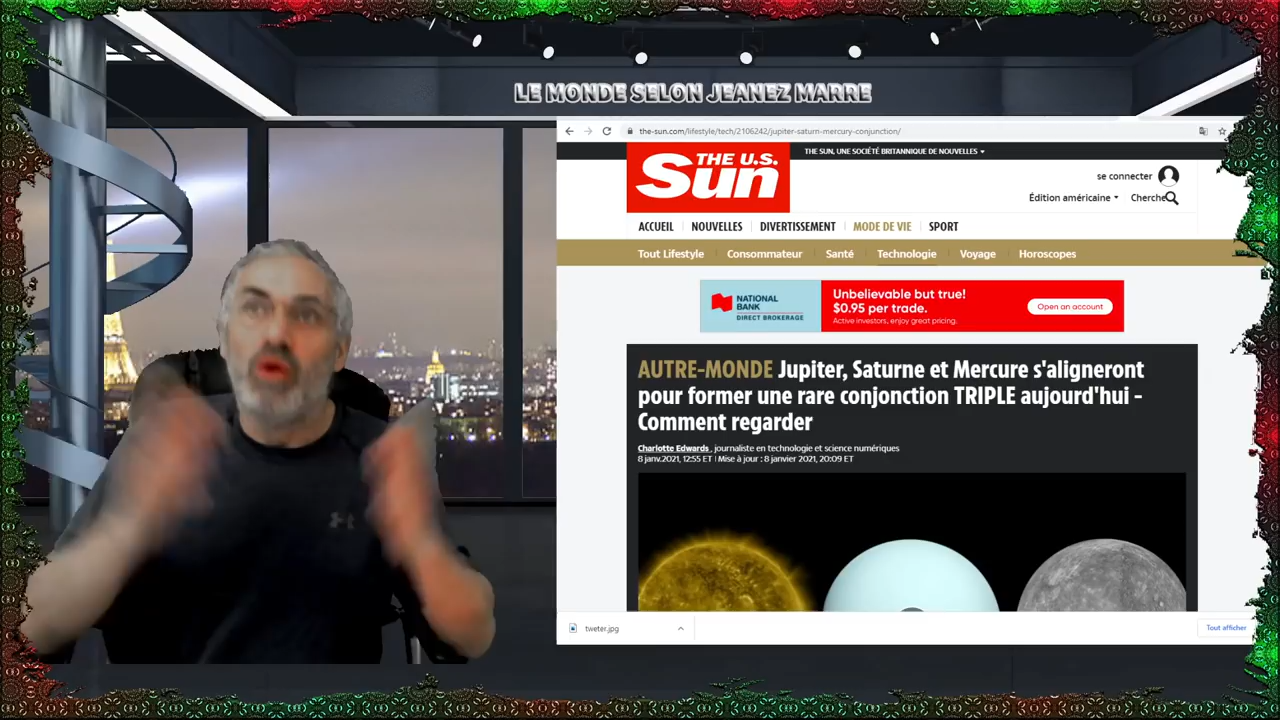 LE MONDE SELON JEANEZ MARRE
the-sun.com/lifestyle/tech/2106242/jupiter-saturn-mercury-conjunction/
THE SUN, UNE SOCIÉTÉ BRITANNIQUE DE NOUVELLES
THE U.S.
Sun
se connecter
Édition américaine
Cherche
ACCUEIL NOUVELLES DIVERTISSEMENT MODE DE VIE SPORT
Tout Lifestyle Consommateur Santé Technologie Voyage Horoscopes
NATIONAL
BANK
DIRECT BROKERAGE
Unbelievable but true!
$0.95 per trade.
Active investors, enjoy great pricing.
Open an account
AUTRE-MONDE Jupiter, Saturne et Mercure s'aligneront
pour former une rare conjonction TRIPLE aujourd'hui -
Comment regarder
Charlotte Edwards , journaliste en technologie et science numériques
8 janv.2021, 12:55 ET | Mise à jour : 8 janvier 2021, 20:09 ET
tweter.jpg
Tout afficher